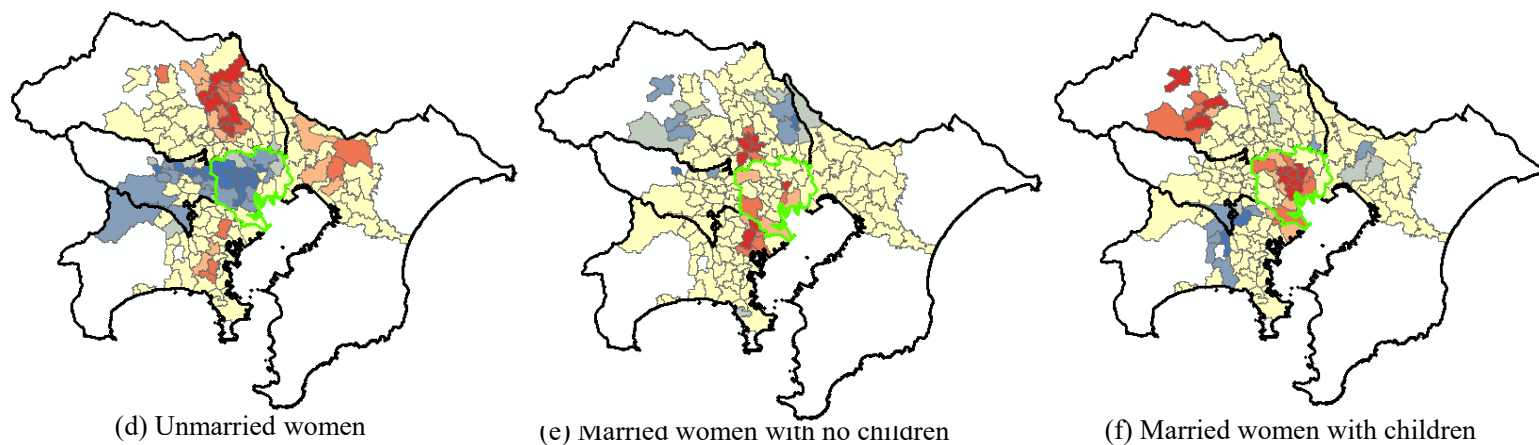 (d) Unmarried women
(e) Married women with no children
(f) Married women with children